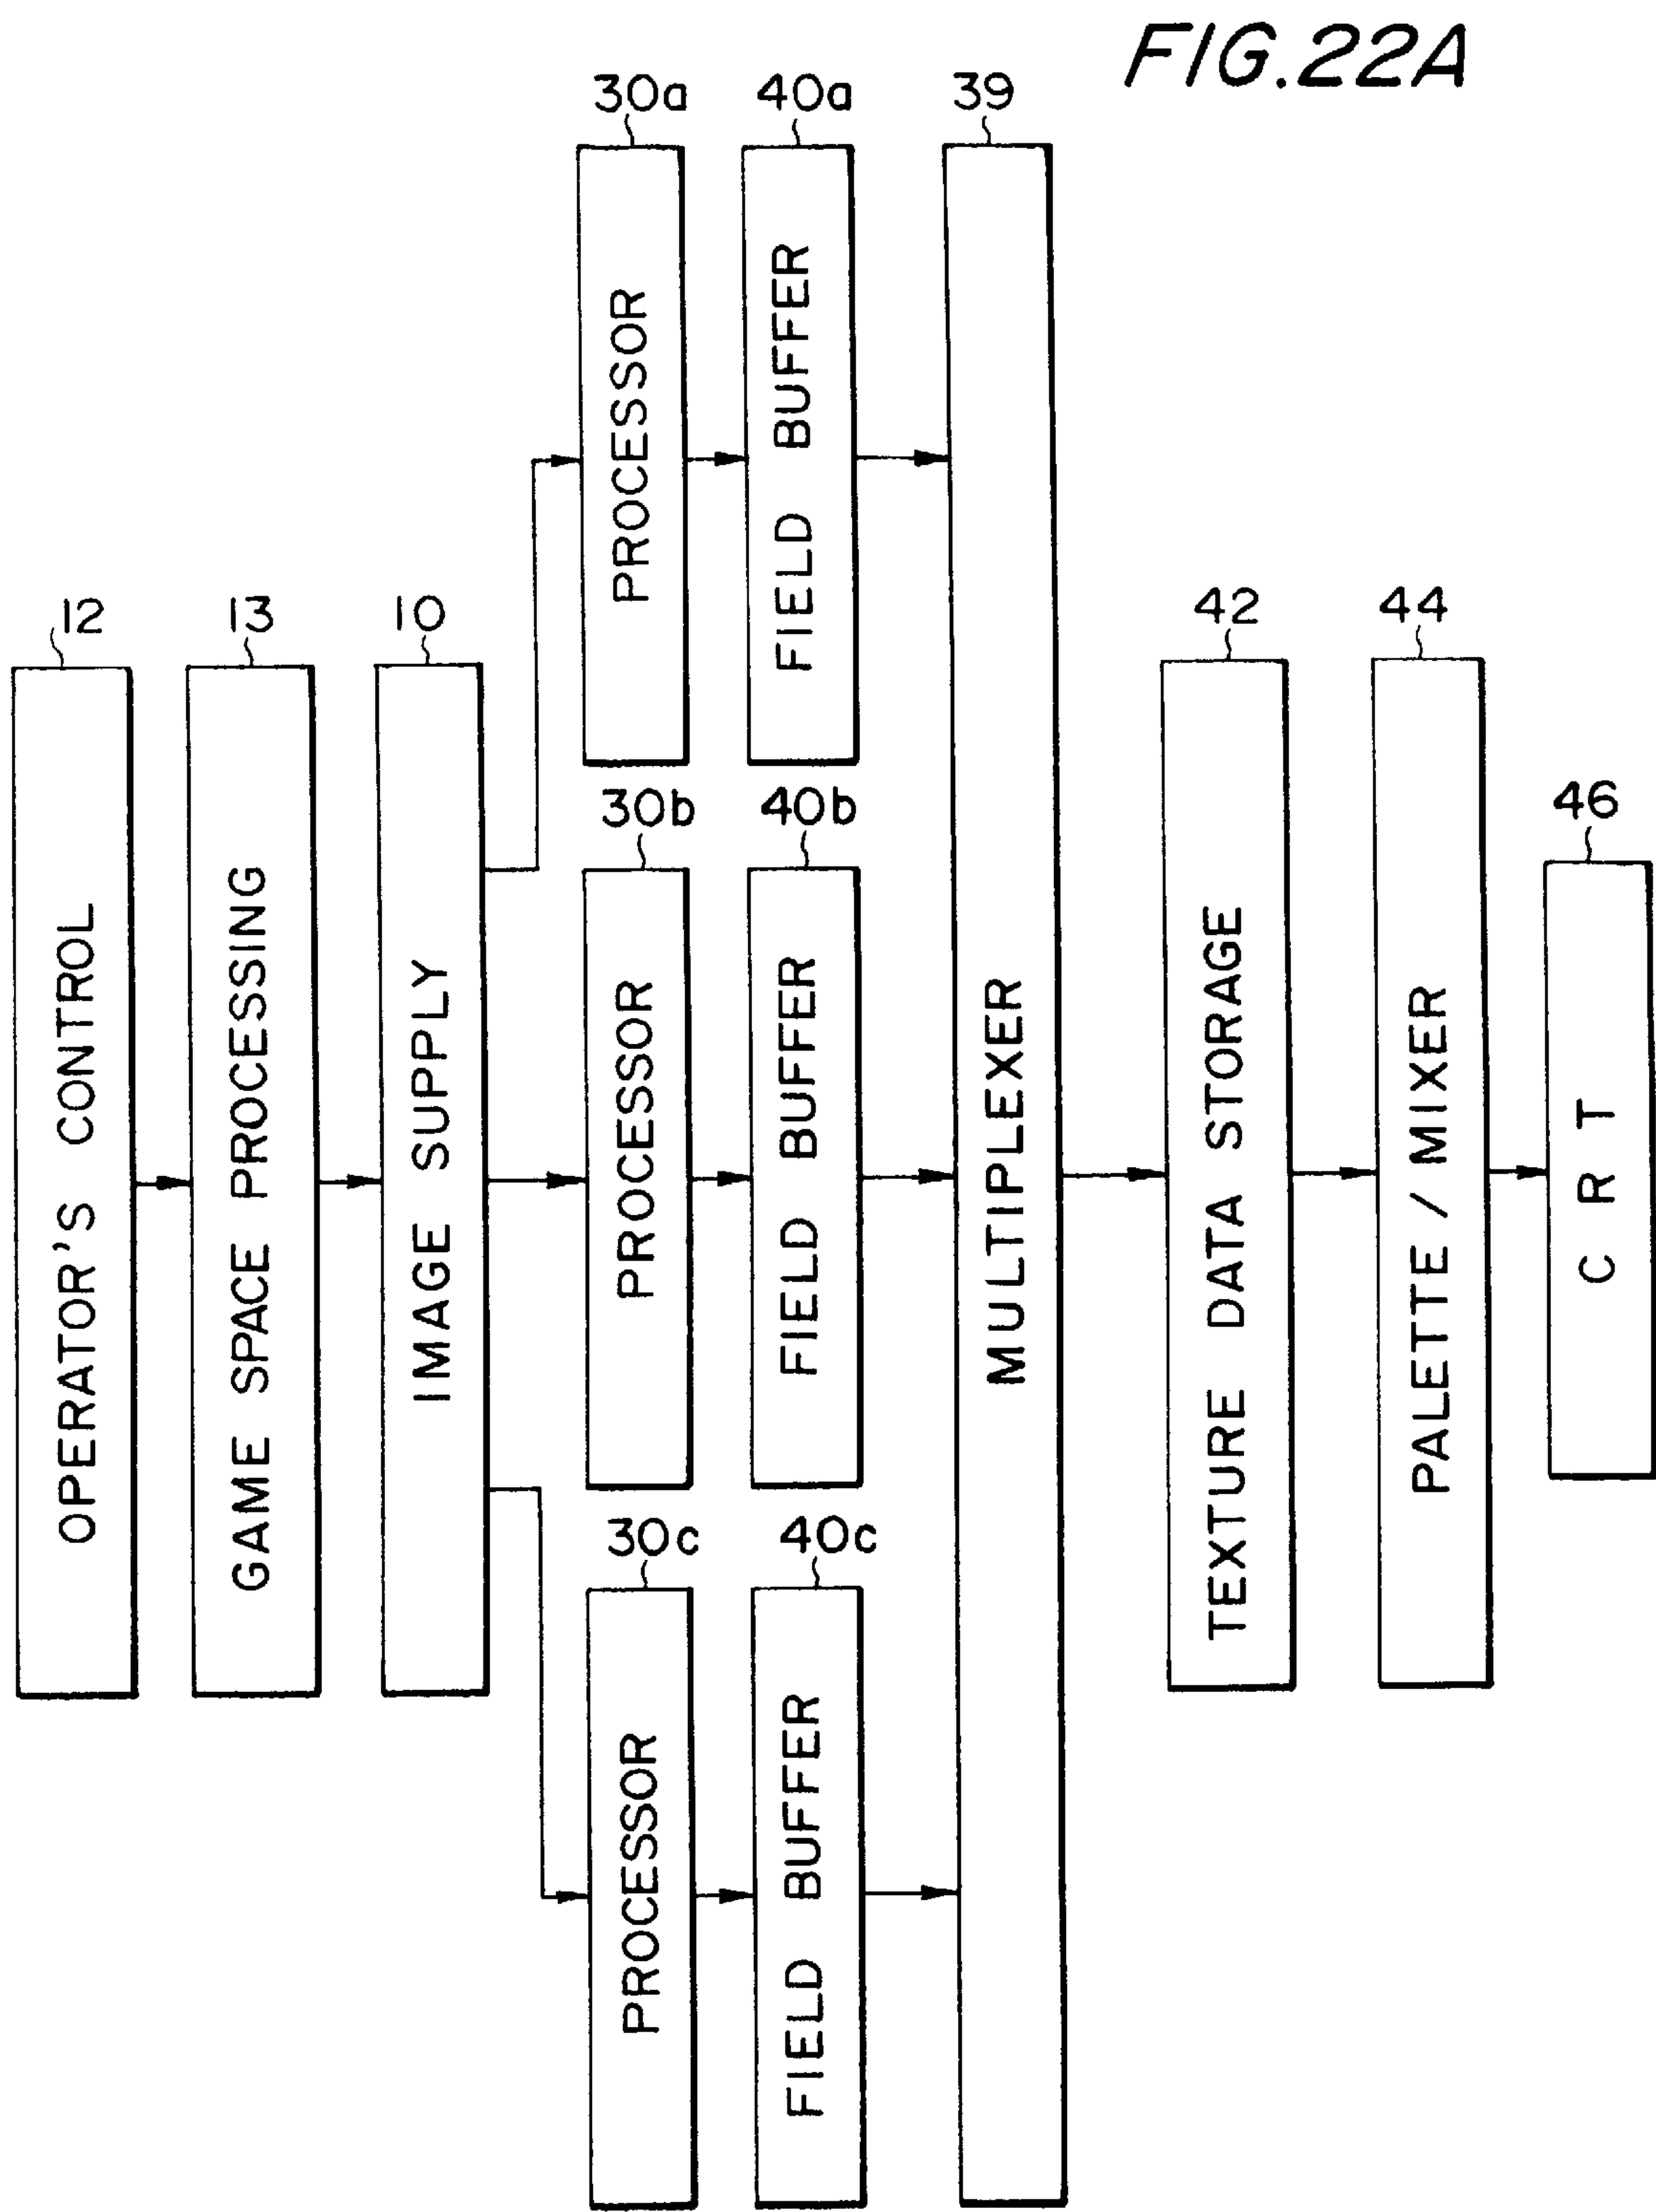 FIG.22A
12
OPERATOR'S CONTROL
13
GAME SPACE PROCESSING
10
IMAGE SUPPLY
30a
PROCESSOR
40a
FIELD BUFFER
30b
PROCESSOR
40b
FIELD BUFFER
30c
PROCESSOR
40c
FIELD BUFFER
39
MULTIPLEXER
42
TEXTURE DATA STORAGE
44
PALETTE / MIXER
46
C R T